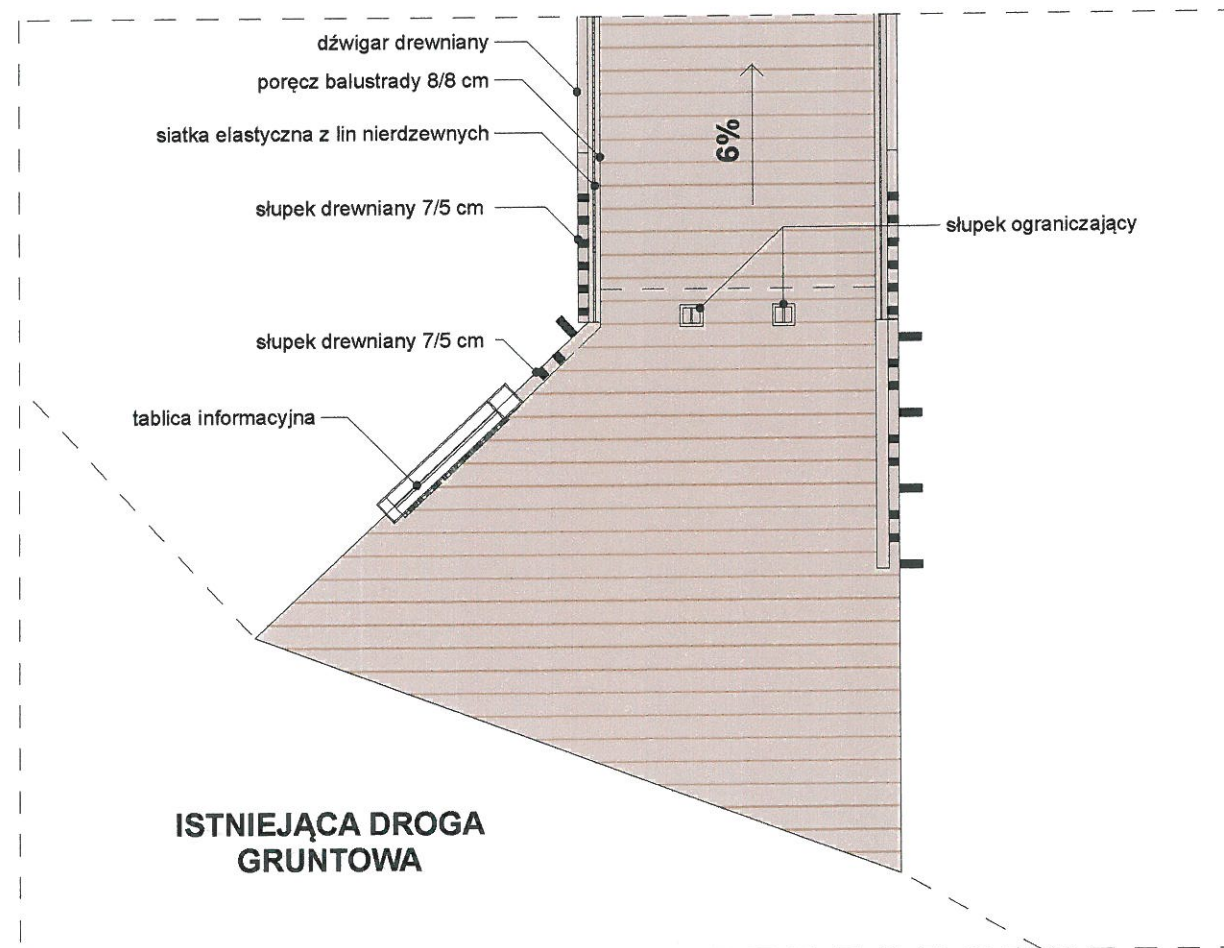 dźwigar drewniany
poręcz balustrady 8/8 cm
siatka elastyczna z lin nierdzewnych
słupek drewniany 7/5 cm
słupek drewniany 7/5 cm
tablica informacyjna
6%
słupek ograniczający
ISTNIEJĄCA DROGA
GRUNTOWA